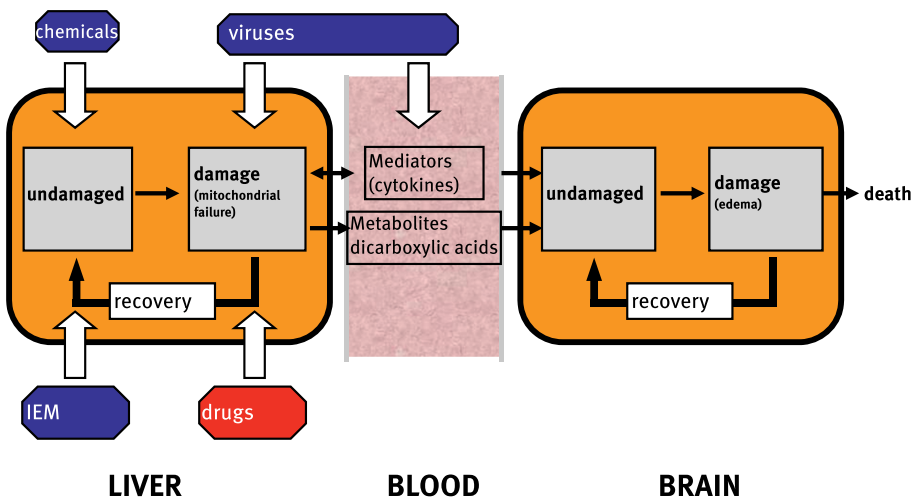 chemicals
viruses
undamaged
damage
(mitochondrial
failure)
Mediators
(cytokines)
Metabolites
dicarboxylic acids
undamaged
damage
(edema)
death
recovery
recovery
IEM
drugs
LIVER
BLOOD
BRAIN